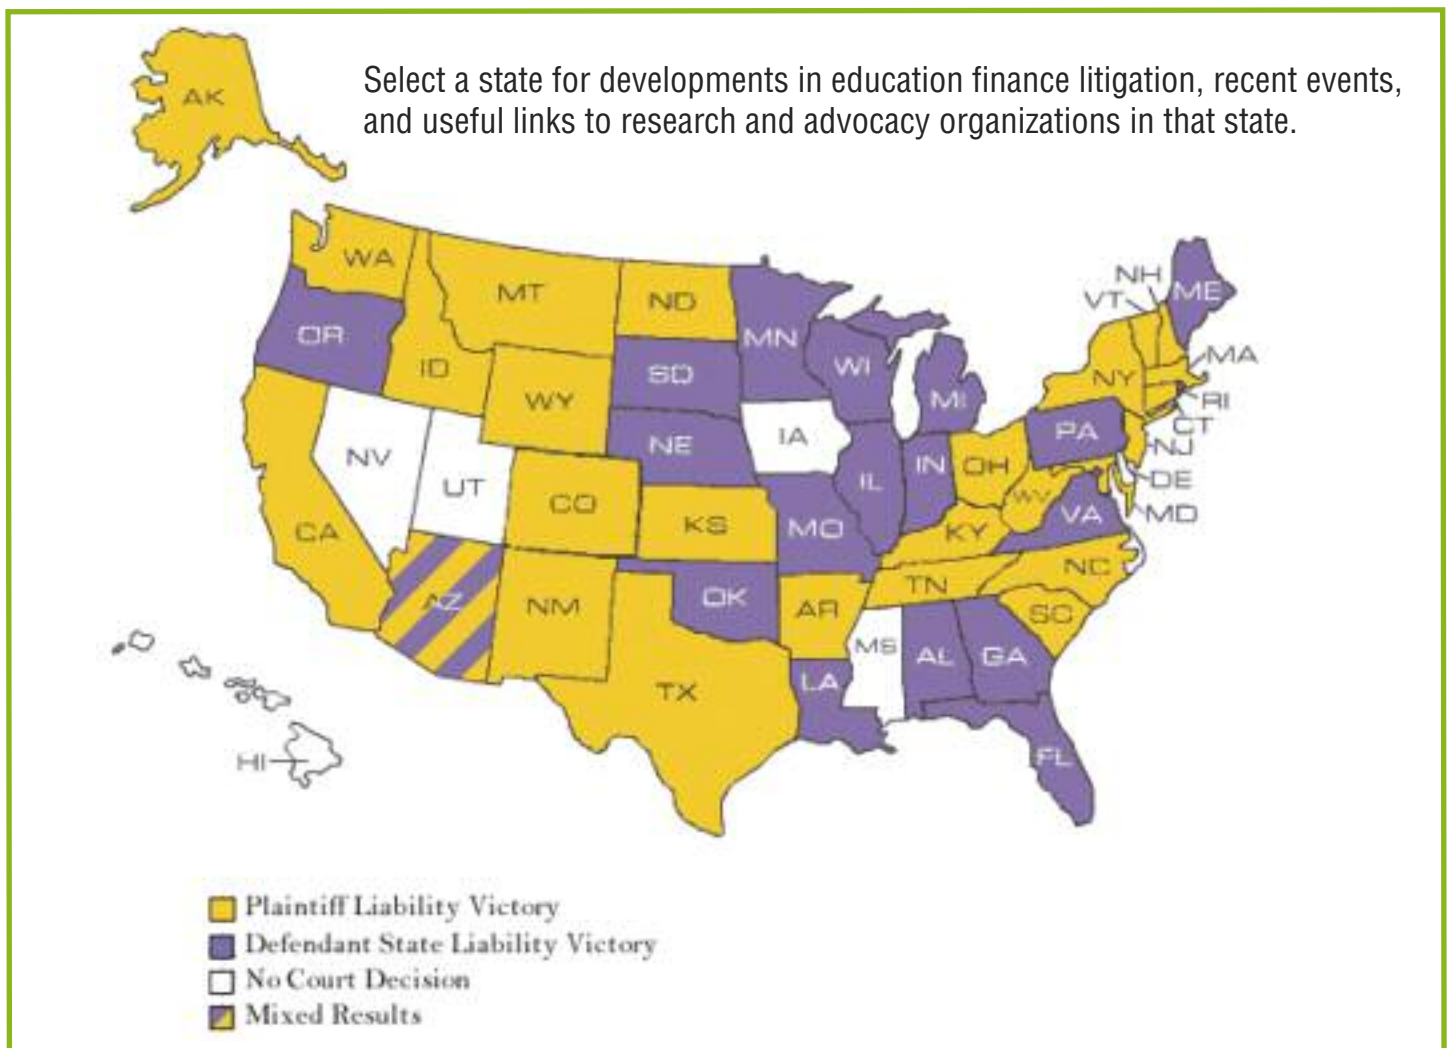 Select a state for developments in education finance litigation, recent events,
and useful links to research and advocacy organizations in that state.
AK
WA
MT
ND
OR
ID
WY
SD
MN
WI
MI
NH
VT
ME
MA
NY
RI
CT
NJ
PA
DE
MD
NV
UT
CO
NE
IA
IL
IN
OH
WV
VA
CA
KS
MO
KY
NC
TN
SC
AZ
NM
OK
AR
MS
AL
GA
TX
LA
FL
HI
Plaintiff Liability Victory
Defendant State Liability Victory
No Court Decision
Mixed Results